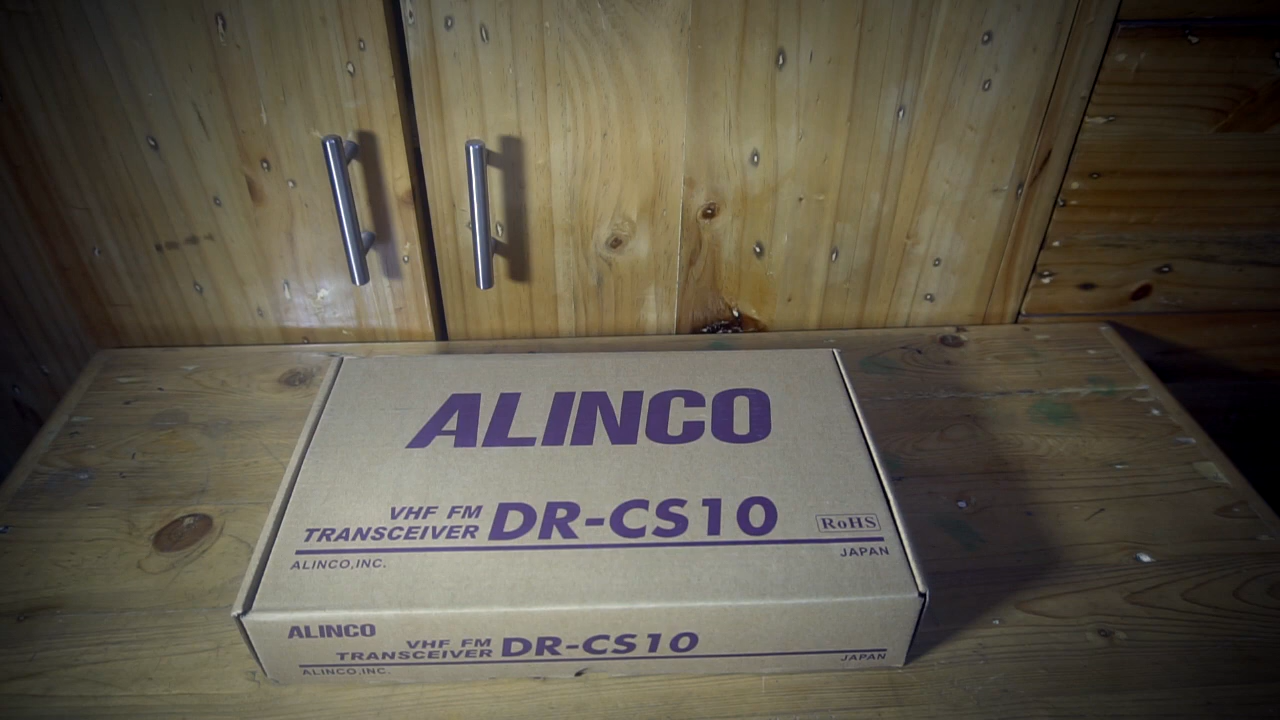 ALINCO
VHF FM
TRANSCEIVER DR-CS10
RoHS
ALINCO,INC.
JAPAN
ALINCO
VHF FM
TRANSCEIVER DR-CS10
ALINCO,INC.
JAPAN